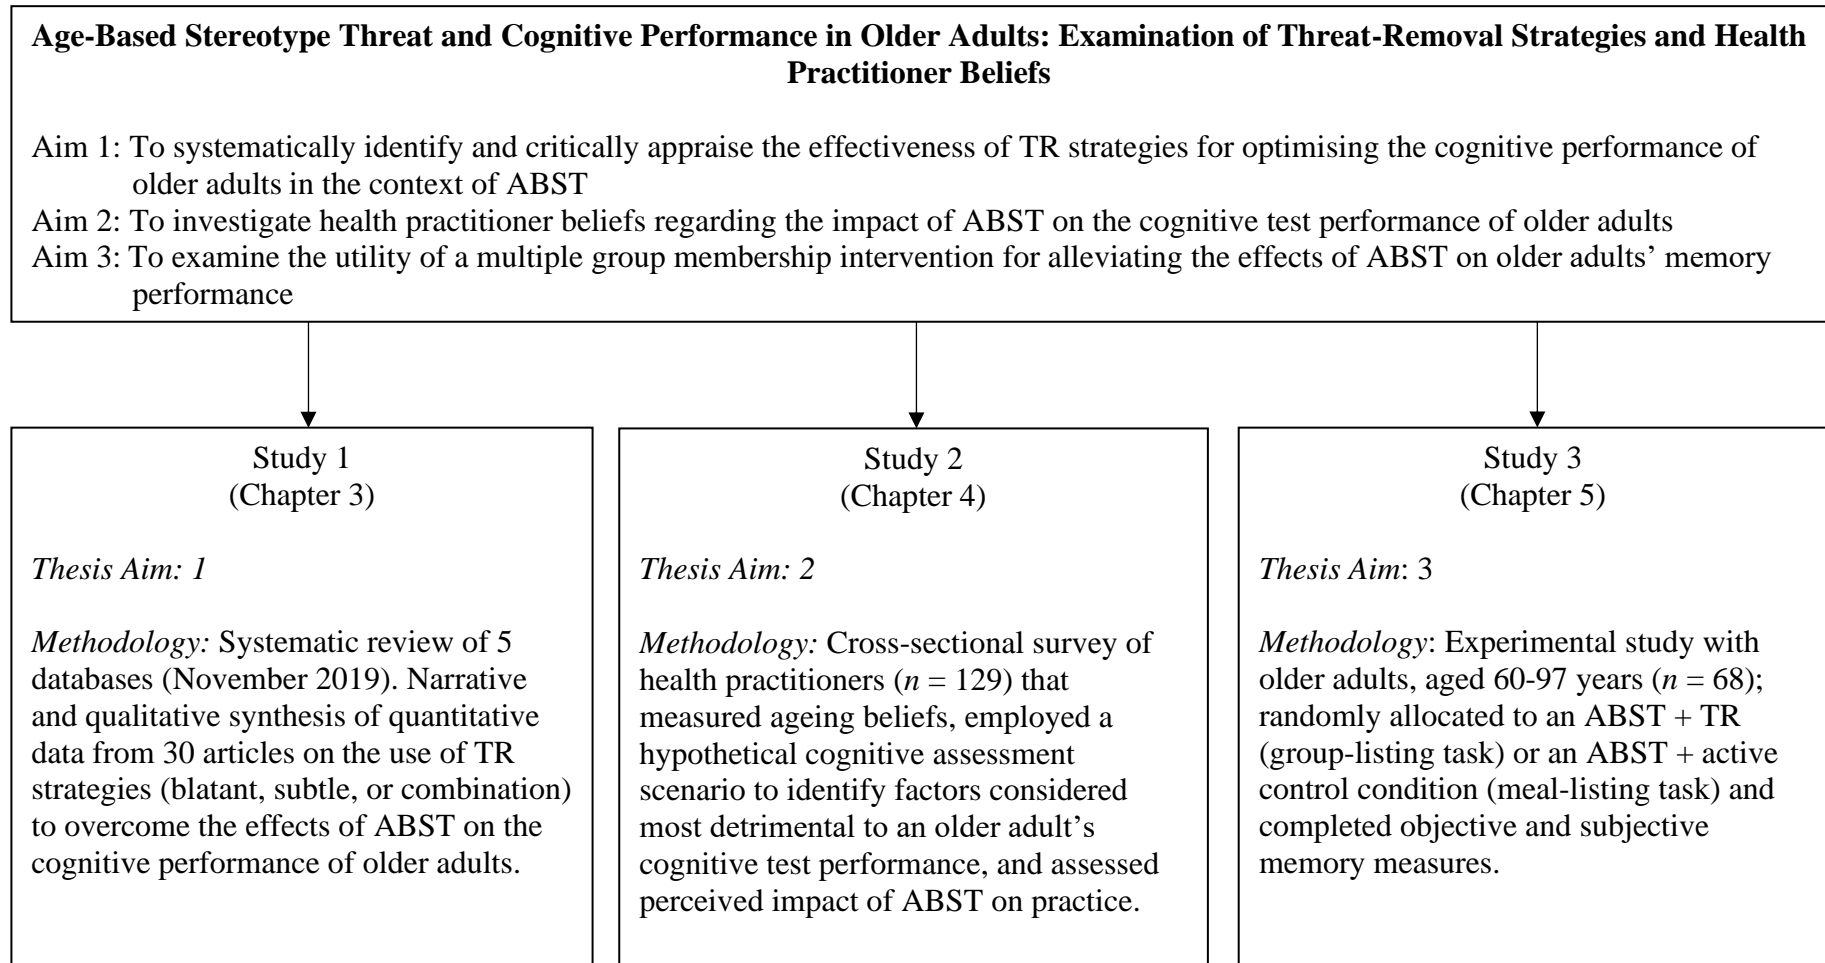 Age-Based Stereotype Threat and Cognitive Performance in Older Adults: Examination of Threat-Removal Strategies and Health
Practitioner Beliefs
Aim 1: To systematically identify and critically appraise the effectiveness of TR strategies for optimising the cognitive performance of
older adults in the context of ABST
Aim 2: To investigate health practitioner beliefs regarding the impact of ABST on the cognitive test performance of older adults
Aim 3: To examine the utility of a multiple group membership intervention for alleviating the effects of ABST on older adults’ memory
performance
Study 1
(Chapter 3)
Thesis Aim: 1
Methodology: Systematic review of 5
databases (November 2019). Narrative
and qualitative synthesis of quantitative
data from 30 articles on the use of TR
strategies (blatant, subtle, or combination)
to overcome the effects of ABST on the
cognitive performance of older adults.
Study 2
(Chapter 4)
Thesis Aim: 2
Methodology: Cross-sectional survey of
health practitioners (n = 129) that
measured ageing beliefs, employed a
hypothetical cognitive assessment
scenario to identify factors considered
most detrimental to an older adult’s
cognitive test performance, and assessed
perceived impact of ABST on practice.
Study 3
(Chapter 5)
Thesis Aim: 3
Methodology: Experimental study with
older adults, aged 60-97 years (n = 68);
randomly allocated to an ABST + TR
(group-listing task) or an ABST + active
control condition (meal-listing task) and
completed objective and subjective
memory measures.